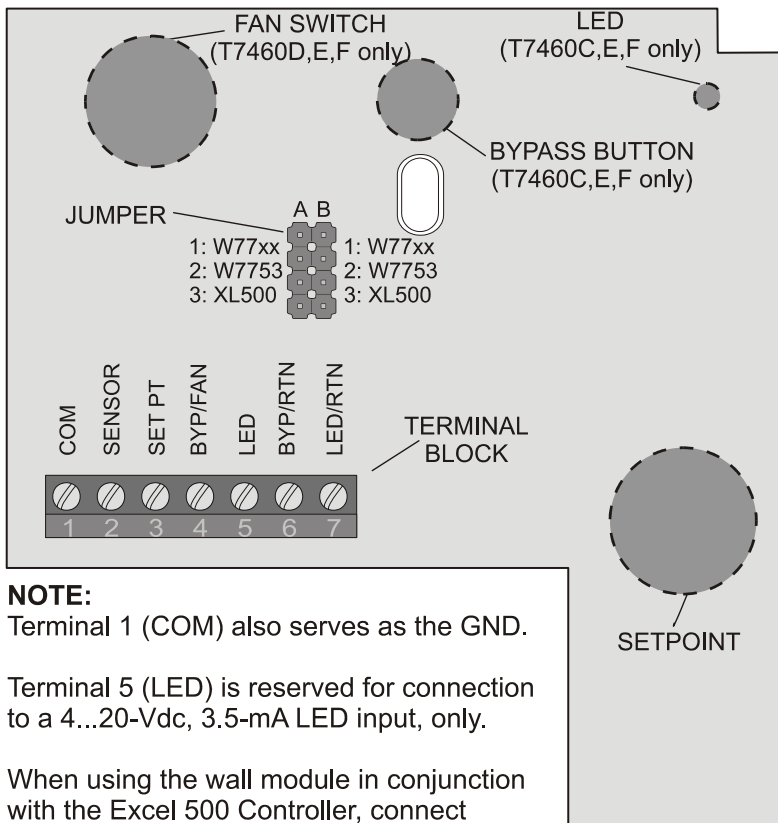 FAN SWITCH
(T7460D,E,F only)
LED
(T7460C,E,F only)
BYPASS BUTTON
(T7460C,E,F only)
JUMPER
A B
1: W77xx 1: W77xx
2: W7753 2: W7753
3: XL500 3: XL500
COM
SENSOR
SET PT
BYP/FAN
LED
BYP/RTN
LED/RTN
TERMINAL
BLOCK
1 2 3 4 5 6 7
SETPOINT
NOTE:
Terminal 1 (COM) also serves as the GND.
Terminal 5 (LED) is reserved for connection
to a 4...20-Vdc, 3.5-mA LED input, only.
When using the wall module in conjunction
with the Excel 500 Controller, connect